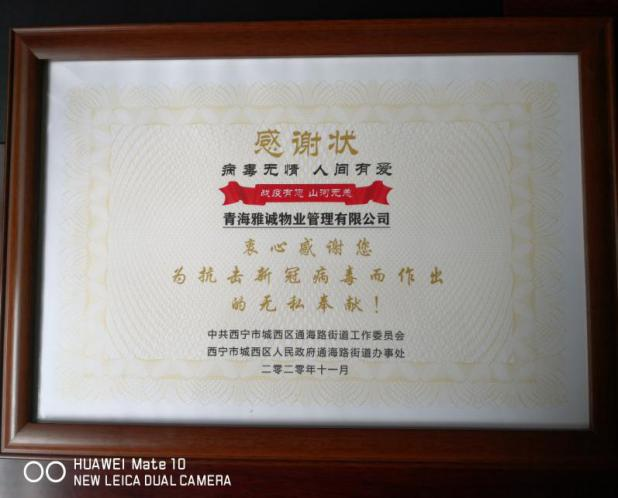 感谢状
病毒无情 人间有爱
战疫有您 山河无恙
青海雅诚物业管理有限公司
衷心感谢您
为抗击新冠病毒而作出
的无私奉献！
中共西宁市城西区通海路街道工作委员会
西宁市城西区人民政府通海路街道办事处
二零二零年十一月
HUAWEI Mate 10
NEW LEICA DUAL CAMERA